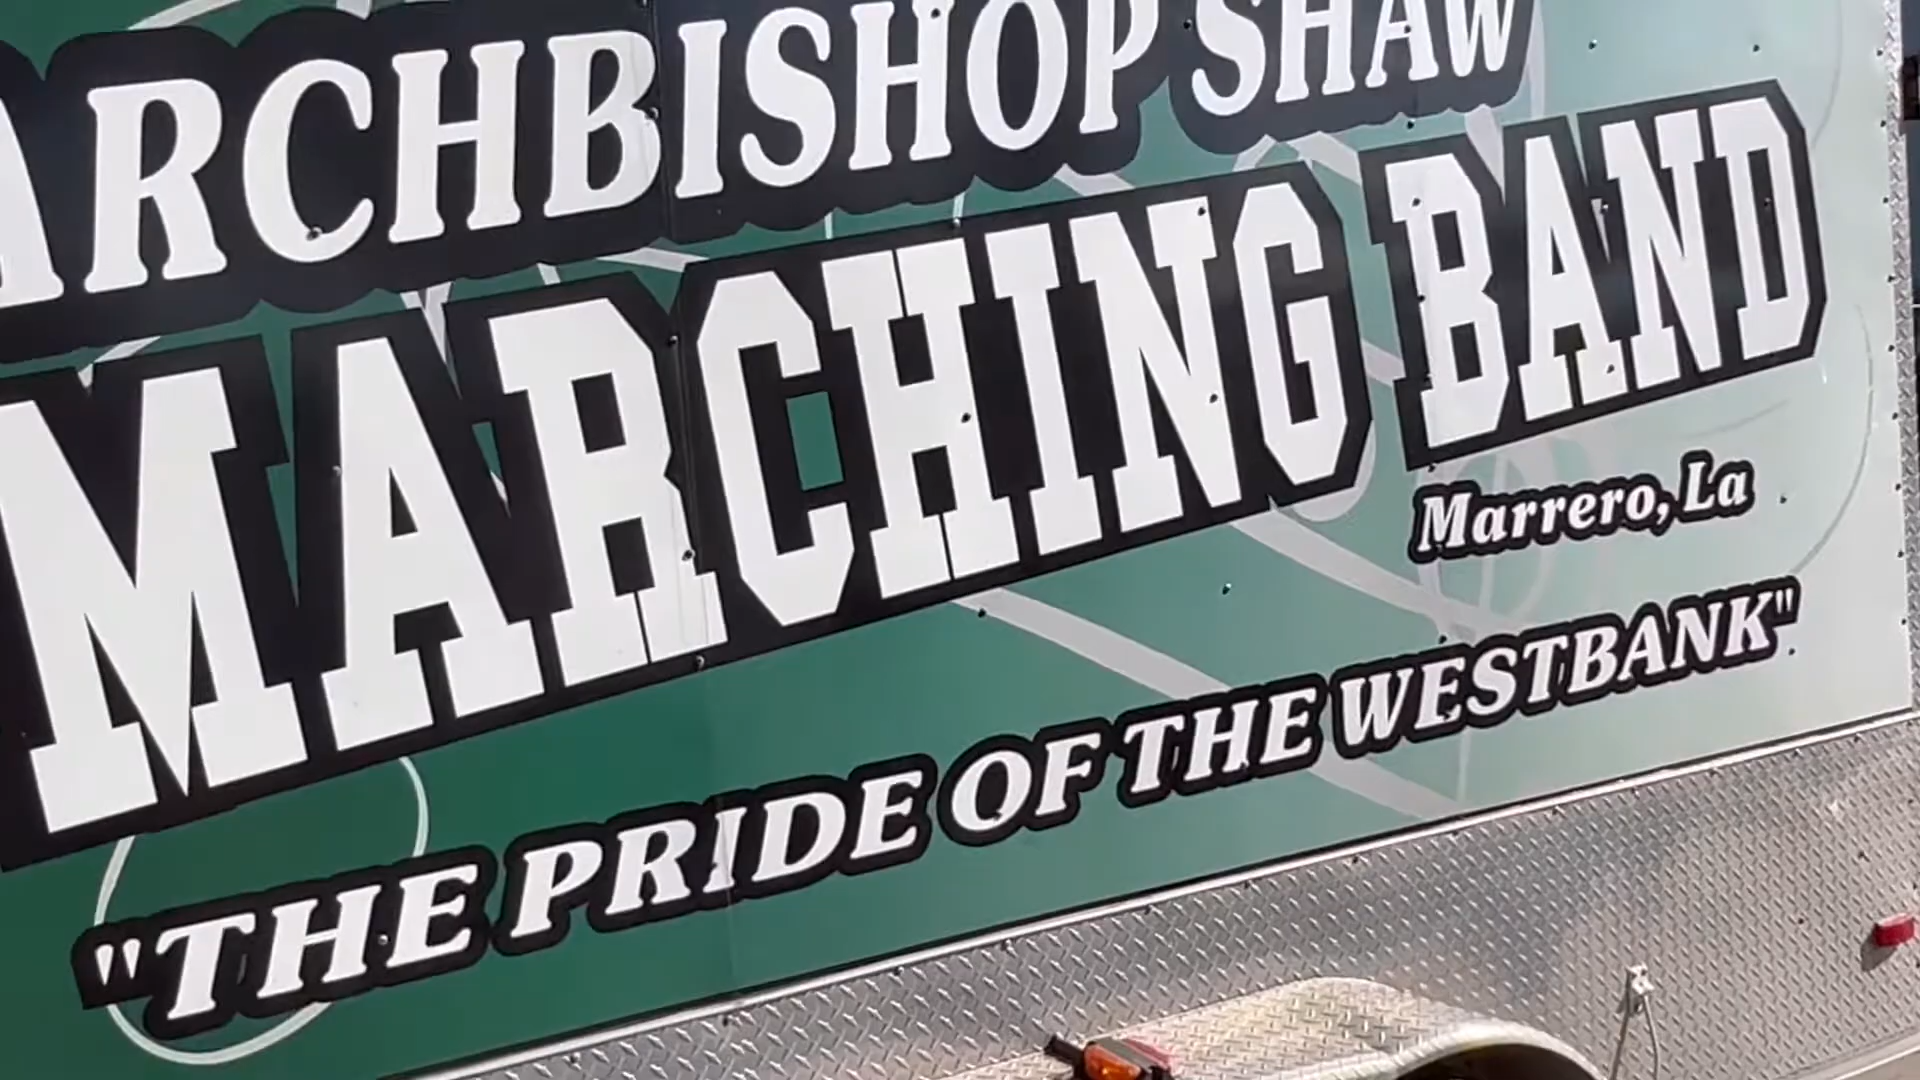 ARCHBISHOP SHAW
MARCHING BAND
Marrero, La
"THE PRIDE OF THE WESTBANK"